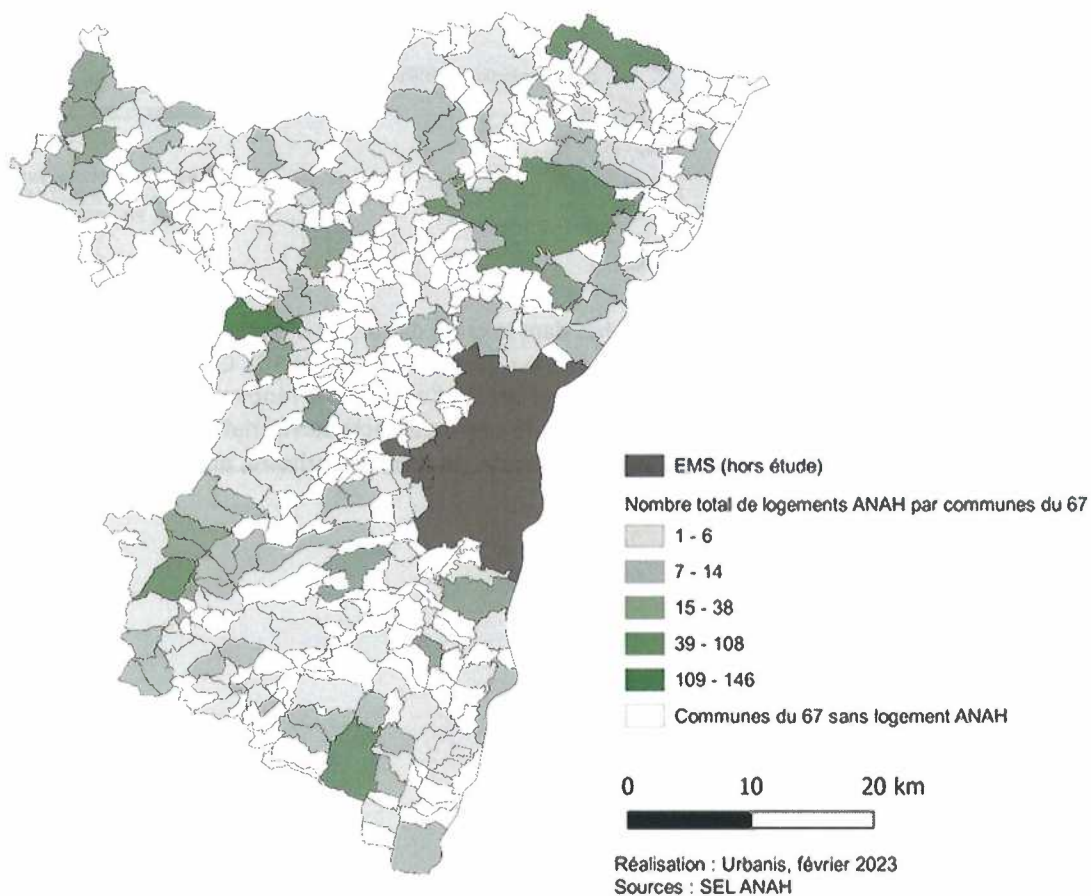 EMS (hors étude)
Nombre total de logements ANAH par communes du 67
1 - 6
7 - 14
15 - 38
39 - 108
109 - 146
Communes du 67 sans logement ANAH
0 10 20 km
Réalisation : Urbanis, février 2023
Sources : SEL ANAH